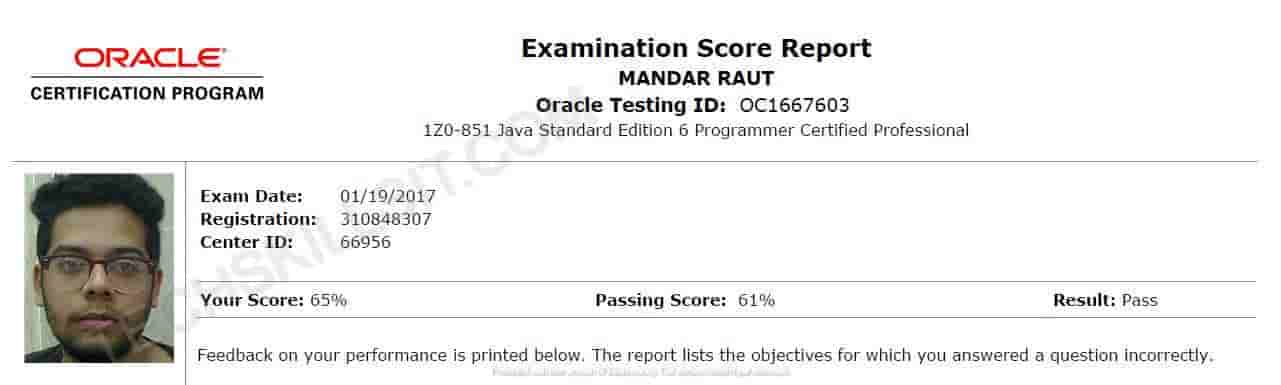 ORACLE
CERTIFICATION PROGRAM
Examination Score Report
MANDAR RAUT
Oracle Testing ID: OC1667603
1Z0-851 Java Standard Edition 6 Programmer Certified Professional
Exam Date: 01/19/2017
Registration: 310848307
Center ID: 66956
Your Score: 65% Passing Score: 61% Result: Pass
Feedback on your performance is printed below. The report lists the objectives for which you answered a question incorrectly.